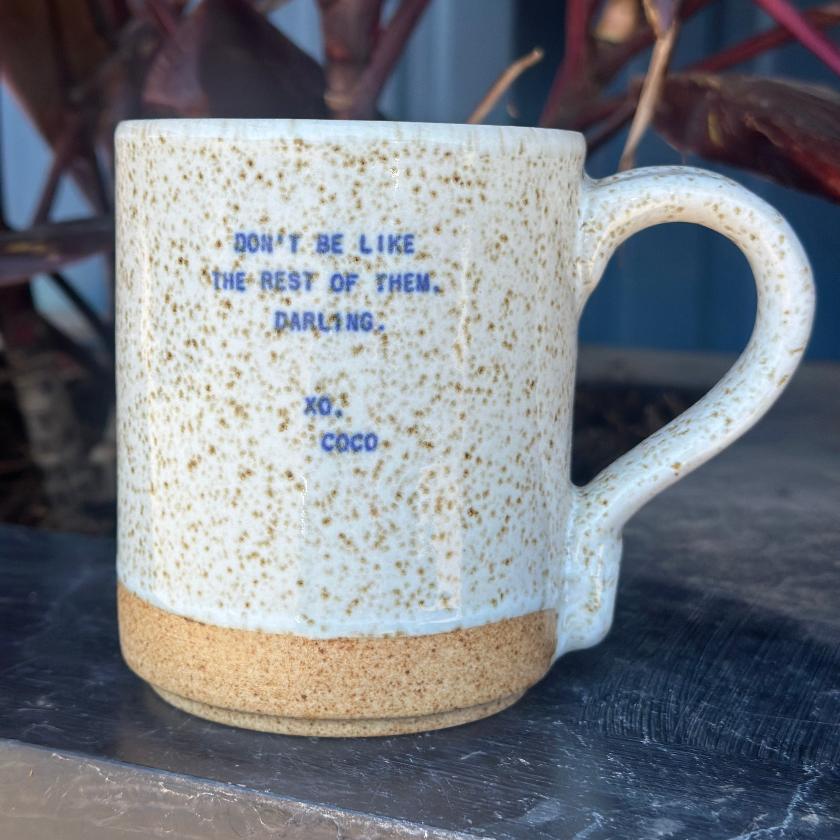 DON'T BE LIKE
THE REST OF THEM,
DARLING.
XO,
COCO